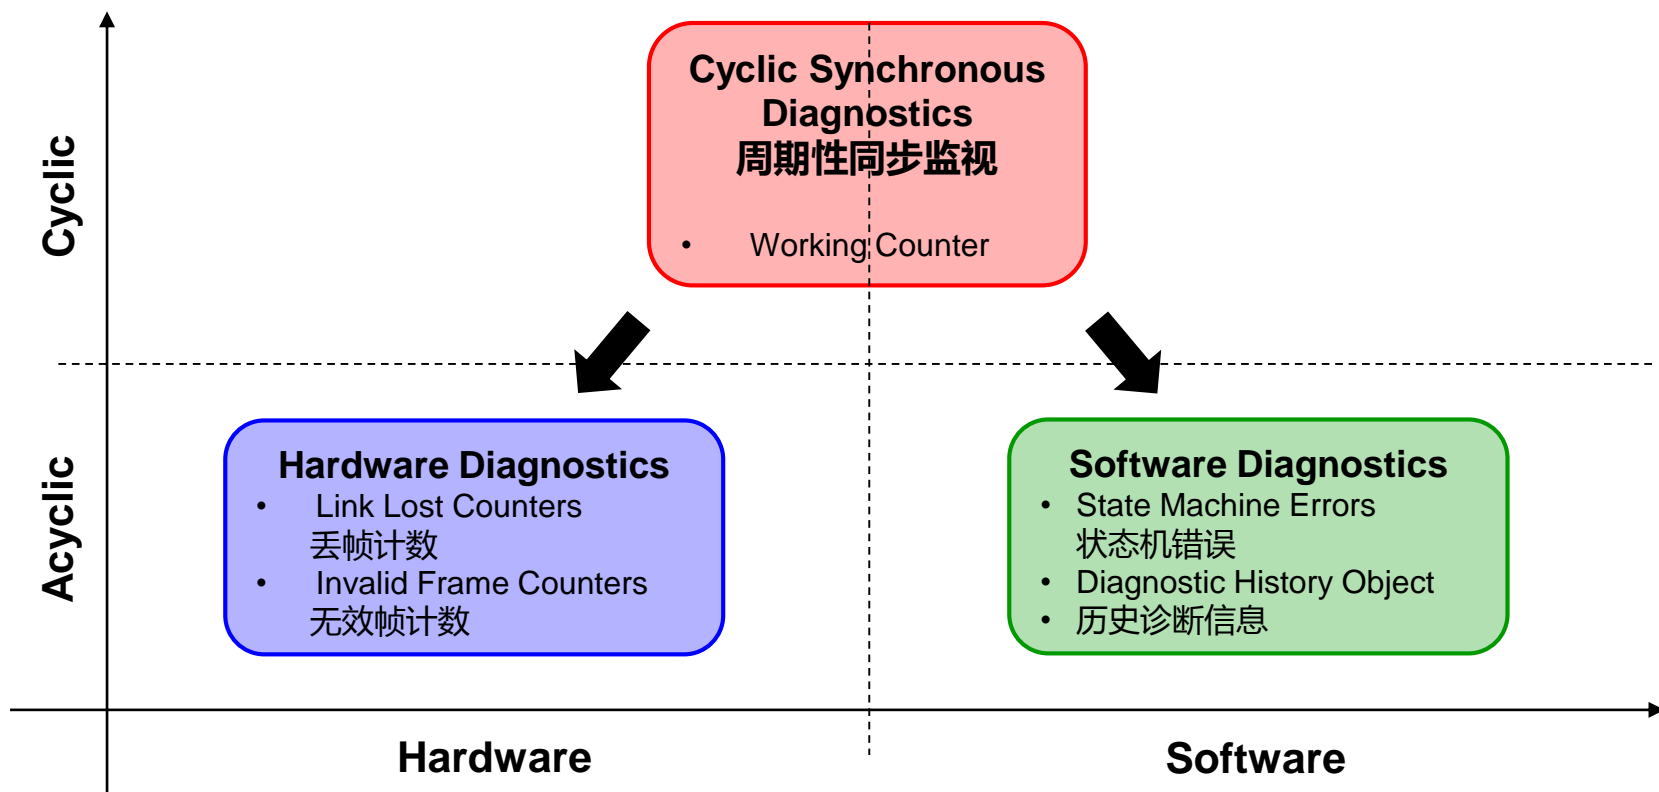 Cyclic
Cyclic Synchronous
Diagnostics
周期性同步监视
• Working Counter
Acyclic
Hardware Diagnostics
• Link Lost Counters
丢帧计数
• Invalid Frame Counters
无效帧计数
Software Diagnostics
• State Machine Errors
状态机错误
• Diagnostic History Object
• 历史诊断信息
Hardware
Software